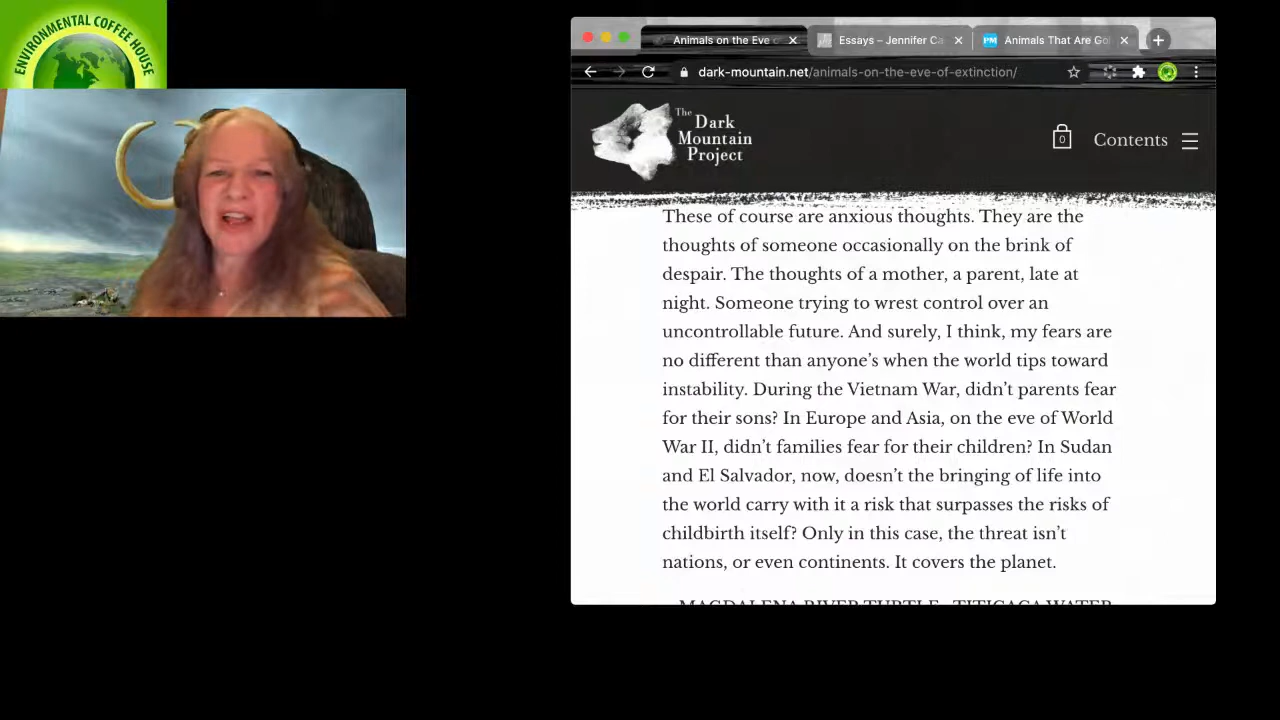 ENVIRONMENTAL COFFEE HOUSE
Animals on the Eve
Essays – Jennifer Ca
Animals That Are Go
dark-mountain.net/animals-on-the-eve-of-extinction/
The
Dark
Mountain
Project
0
Contents
These of course are anxious thoughts. They are the
thoughts of someone occasionally on the brink of
despair. The thoughts of a mother, a parent, late at
night. Someone trying to wrest control over an
uncontrollable future. And surely, I think, my fears are
no different than anyone’s when the world tips toward
instability. During the Vietnam War, didn’t parents fear
for their sons? In Europe and Asia, on the eve of World
War II, didn’t families fear for their children? In Sudan
and El Salvador, now, doesn’t the bringing of life into
the world carry with it a risk that surpasses the risks of
childbirth itself? Only in this case, the threat isn’t
nations, or even continents. It covers the planet.
MAGDALENA RIVER TURTLE – TITICACA WATER